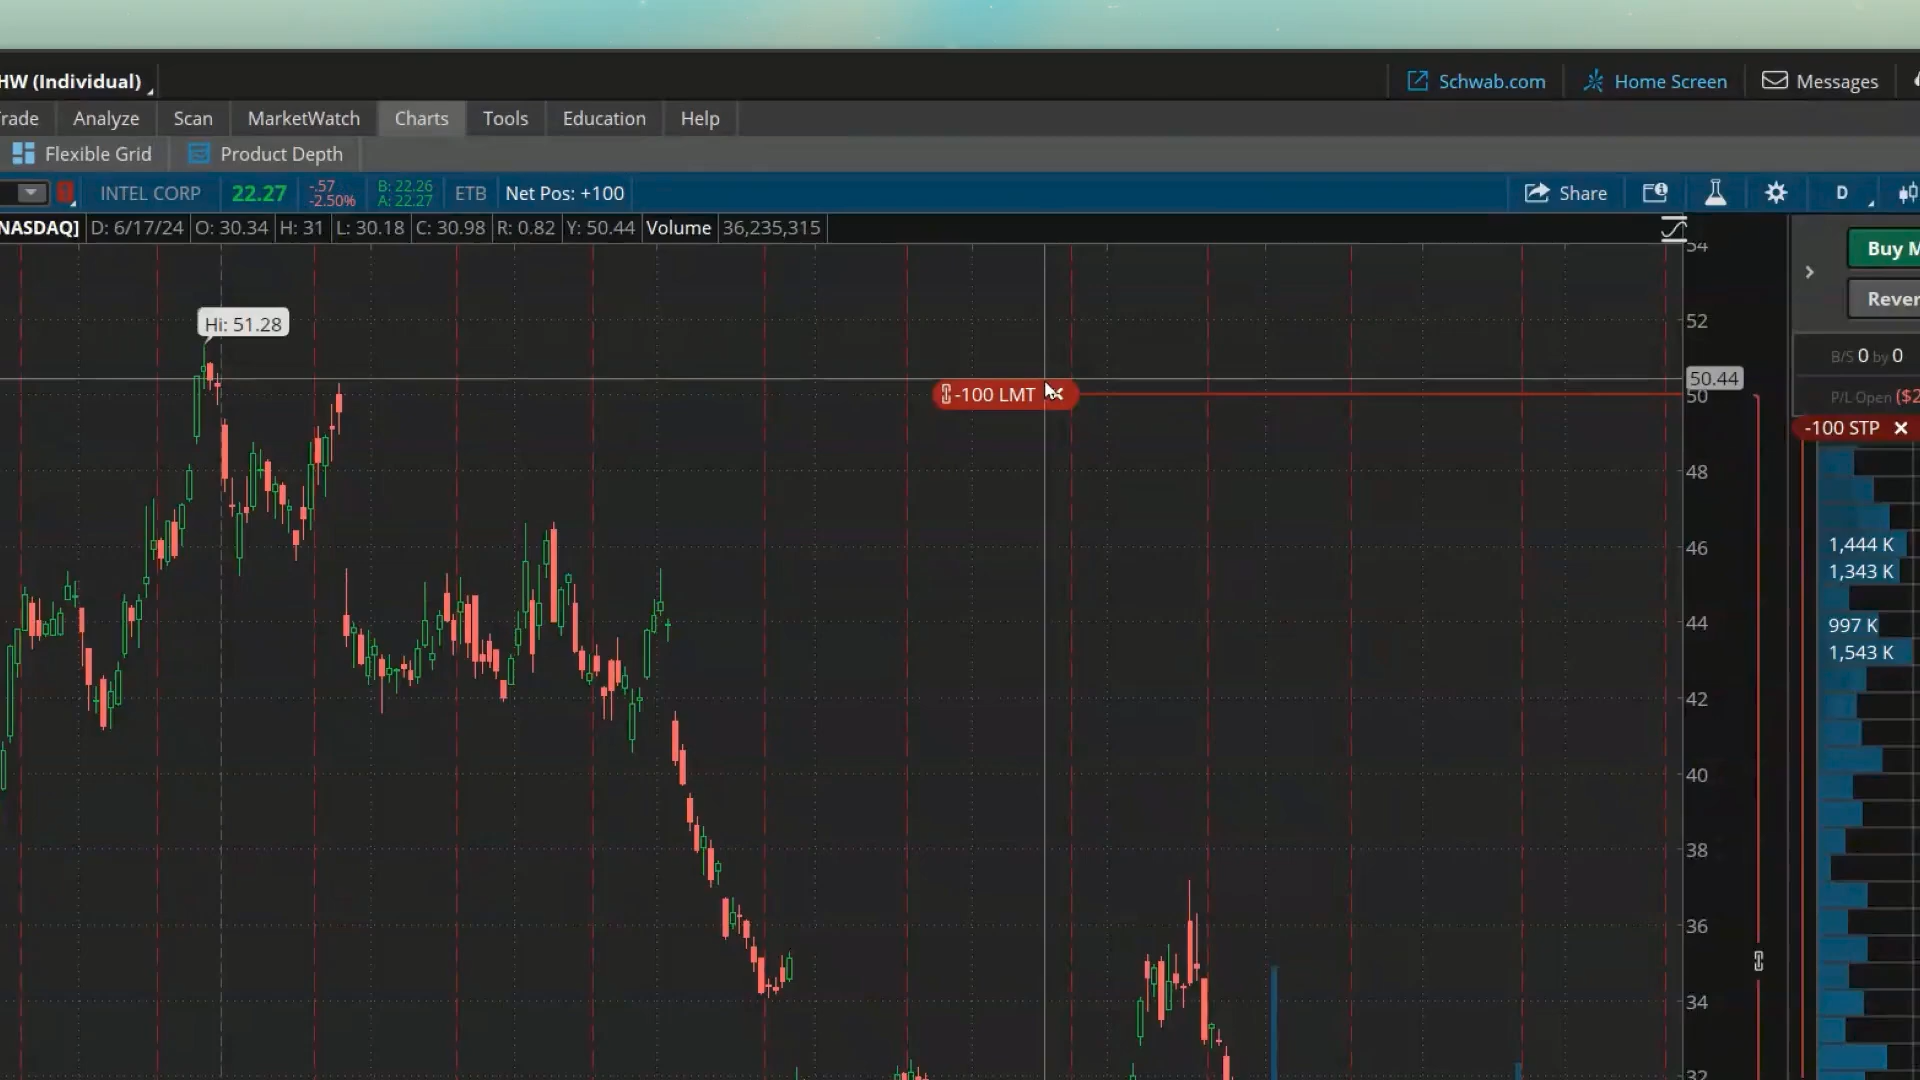 HW (Individual)
Schwab.com
Home Screen
Messages
rade
Analyze
Scan
MarketWatch
Charts
Tools
Education
Help
Flexible Grid
Product Depth
INTEL CORP
22.27
-.57
-2.50%
B: 22.26
A: 22.27
ETB
Net Pos: +100
Share
D
NASDAQ]
D: 6/17/24
O: 30.34
H: 31
L: 30.18
C: 30.98
R: 0.82
Y: 50.44
Volume
36,235,315
54
Buy M
Rever
Hi: 51.28
52
B/S 0 by 0
50.44
-100 LMT
50
P/L Open ($2
-100 STP
48
46
1,444 K
1,343 K
44
997 K
1,543 K
42
40
38
36
34
32